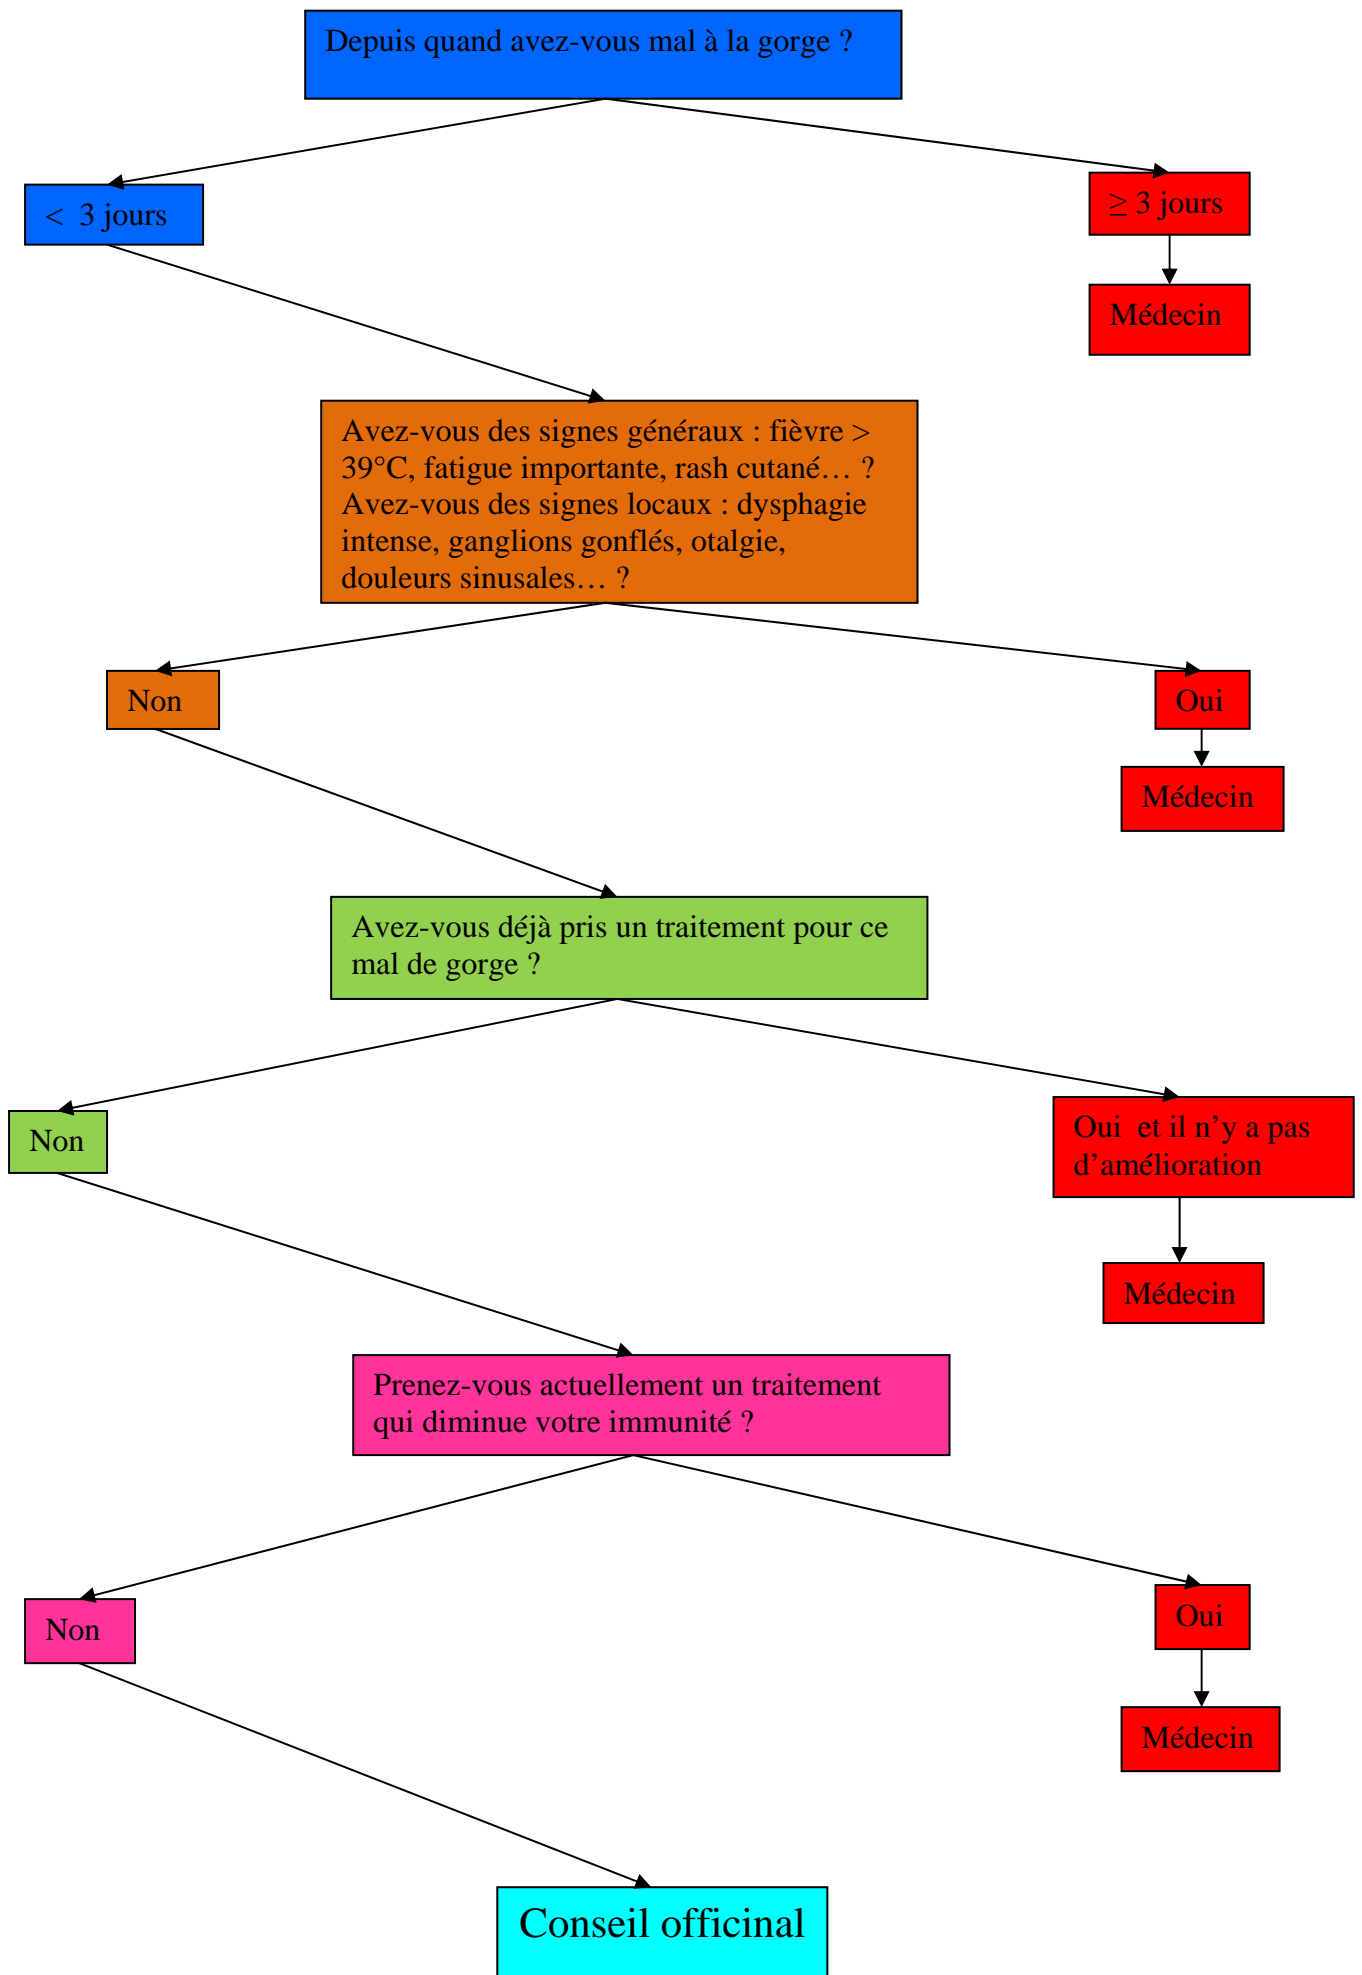 Depuis quand avez-vous mal à la gorge ?
< 3 jours
≥ 3 jours
Médecin
Avez-vous des signes généraux : fièvre >
39°C, fatigue importante, rash cutané… ?
Avez-vous des signes locaux : dysphagie
intense, ganglions gonflés, otalgie,
douleurs sinusales… ?
Non
Oui
Médecin
Avez-vous déjà pris un traitement pour ce
mal de gorge ?
Non
Oui et il n’y a pas
d’amélioration
Médecin
Prenez-vous actuellement un traitement
qui diminue votre immunité ?
Non
Oui
Médecin
Conseil officinal